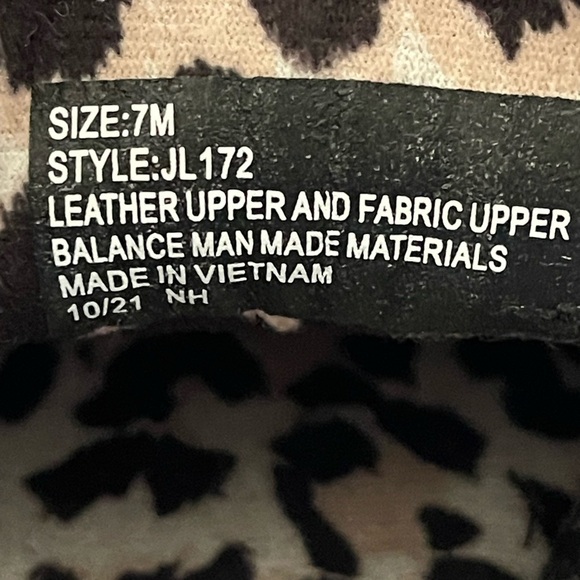 SIZE:7M
STYLE:JL172
LEATHER UPPER AND FABRIC UPPER
BALANCE MAN MADE MATERIALS
MADE IN VIETNAM
10/21 NH